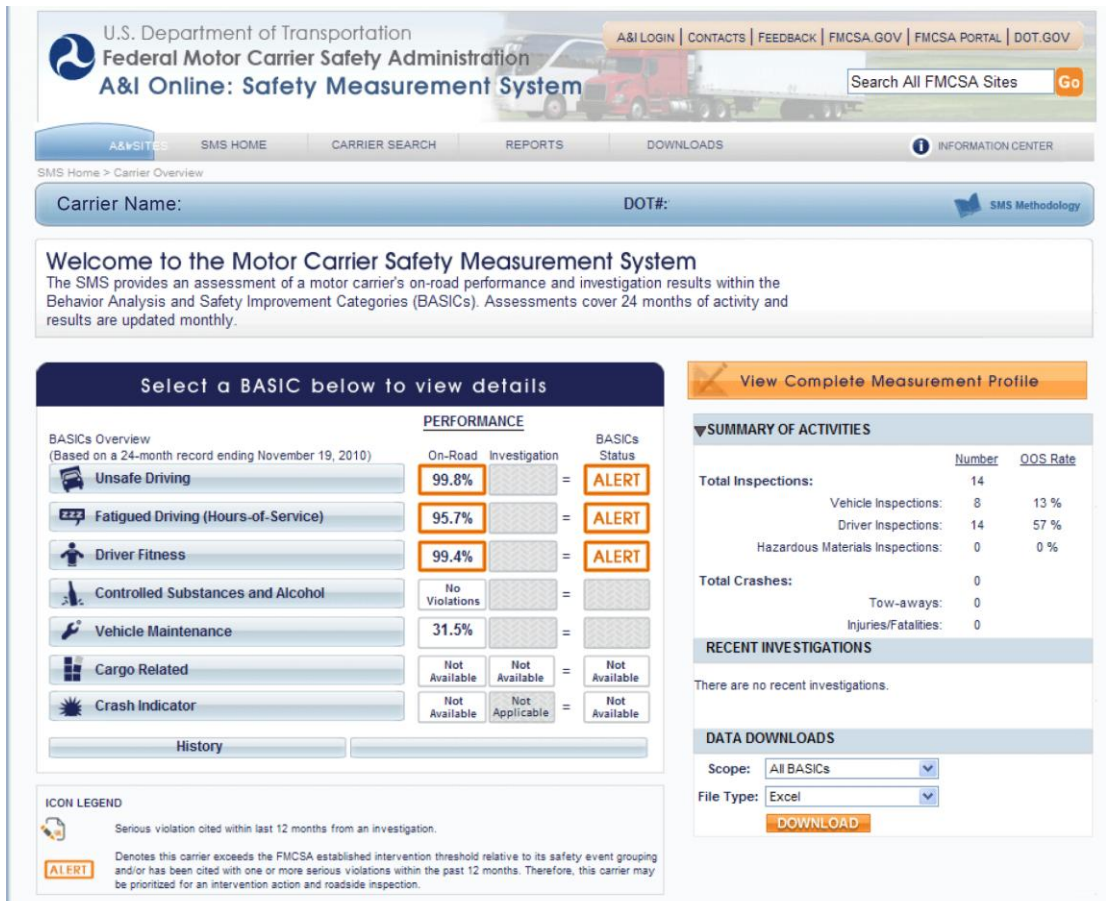 U.S. Department of Transportation
Federal Motor Carrier Safety Administration
A&I Online: Safety Measurement System
A&I LOGIN | CONTACTS | FEEDBACK | FMCSA.GOV | FMCSA PORTAL | DOT.GOV
Search All FMCSA Sites
Go
SMS HOME
CARRIER SEARCH
REPORTS
DOWNLOADS
INFORMATION CENTER
SMS Home > Carrier Overview
Carrier Name:
DOT#:
SMS Methodology
Welcome to the Motor Carrier Safety Measurement System
The SMS provides an assessment of a motor carrier's on-road performance and investigation results within the
Behavior Analysis and Safety Improvement Categories (BASICs). Assessments cover 24 months of activity and
results are updated monthly.
Select a BASIC below to view details
PERFORMANCE
BASICs Overview
(Based on a 24-month record ending November 19, 2010)
On-Road
Investigation
BASICs
Status
Unsafe Driving 99.8% = ALERT
zzz Fatigued Driving (Hours-of-Service) 95.7% = ALERT
Driver Fitness 99.4% = ALERT
Controlled Substances and Alcohol No
Violations =
Vehicle Maintenance 31.5% =
Cargo Related
Not
Available
Not
Available
=
Not
Available
Crash Indicator
Not
Available
Not
Applicable
=
Not
Available
History
ICON LEGEND
Serious violation cited within last 12 months from an investigation.
ALERT
Denotes this carrier exceeds the FMCSA established intervention threshold relative to its safety event grouping
and/or has been cited with one or more serious violations within the past 12 months. Therefore, this carrier may
be prioritized for an intervention action and roadside inspection.
View Complete Measurement Profile
SUMMARY OF ACTIVITIES
Number OOS Rate
Total Inspections: 14
Vehicle Inspections: 8 13 %
Driver Inspections: 14 57 %
Hazardous Materials Inspections: 0 0 %
Total Crashes: 0
Tow-aways: 0
Injuries/Fatalities: 0
RECENT INVESTIGATIONS
There are no recent investigations.
DATA DOWNLOADS
Scope: All BASICs
File Type: Excel
DOWNLOAD